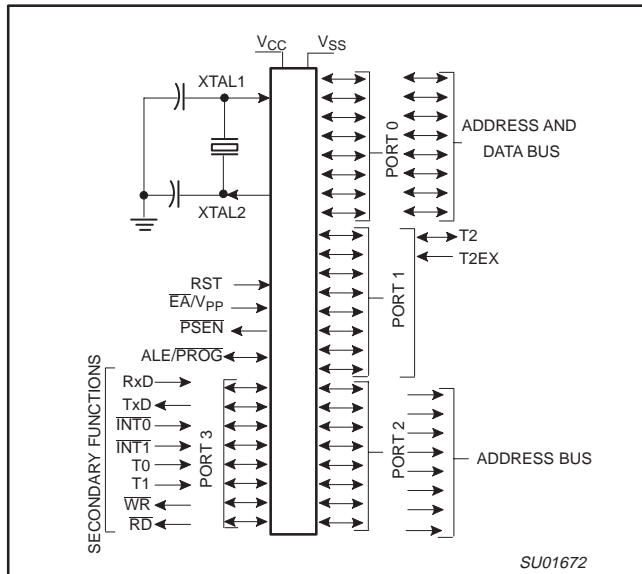 VCC
VSS
XTAL1
XTAL2
PORT 0
ADDRESS AND
DATA BUS
T2
T2EX
PORT 1
RST
EA/VPP
PSEN
ALE/PROG
SECONDARY FUNCTIONS
RxD
TxD
INT0
INT1
T0
T1
WR
RD
PORT 3
PORT 2
ADDRESS BUS
SU01672